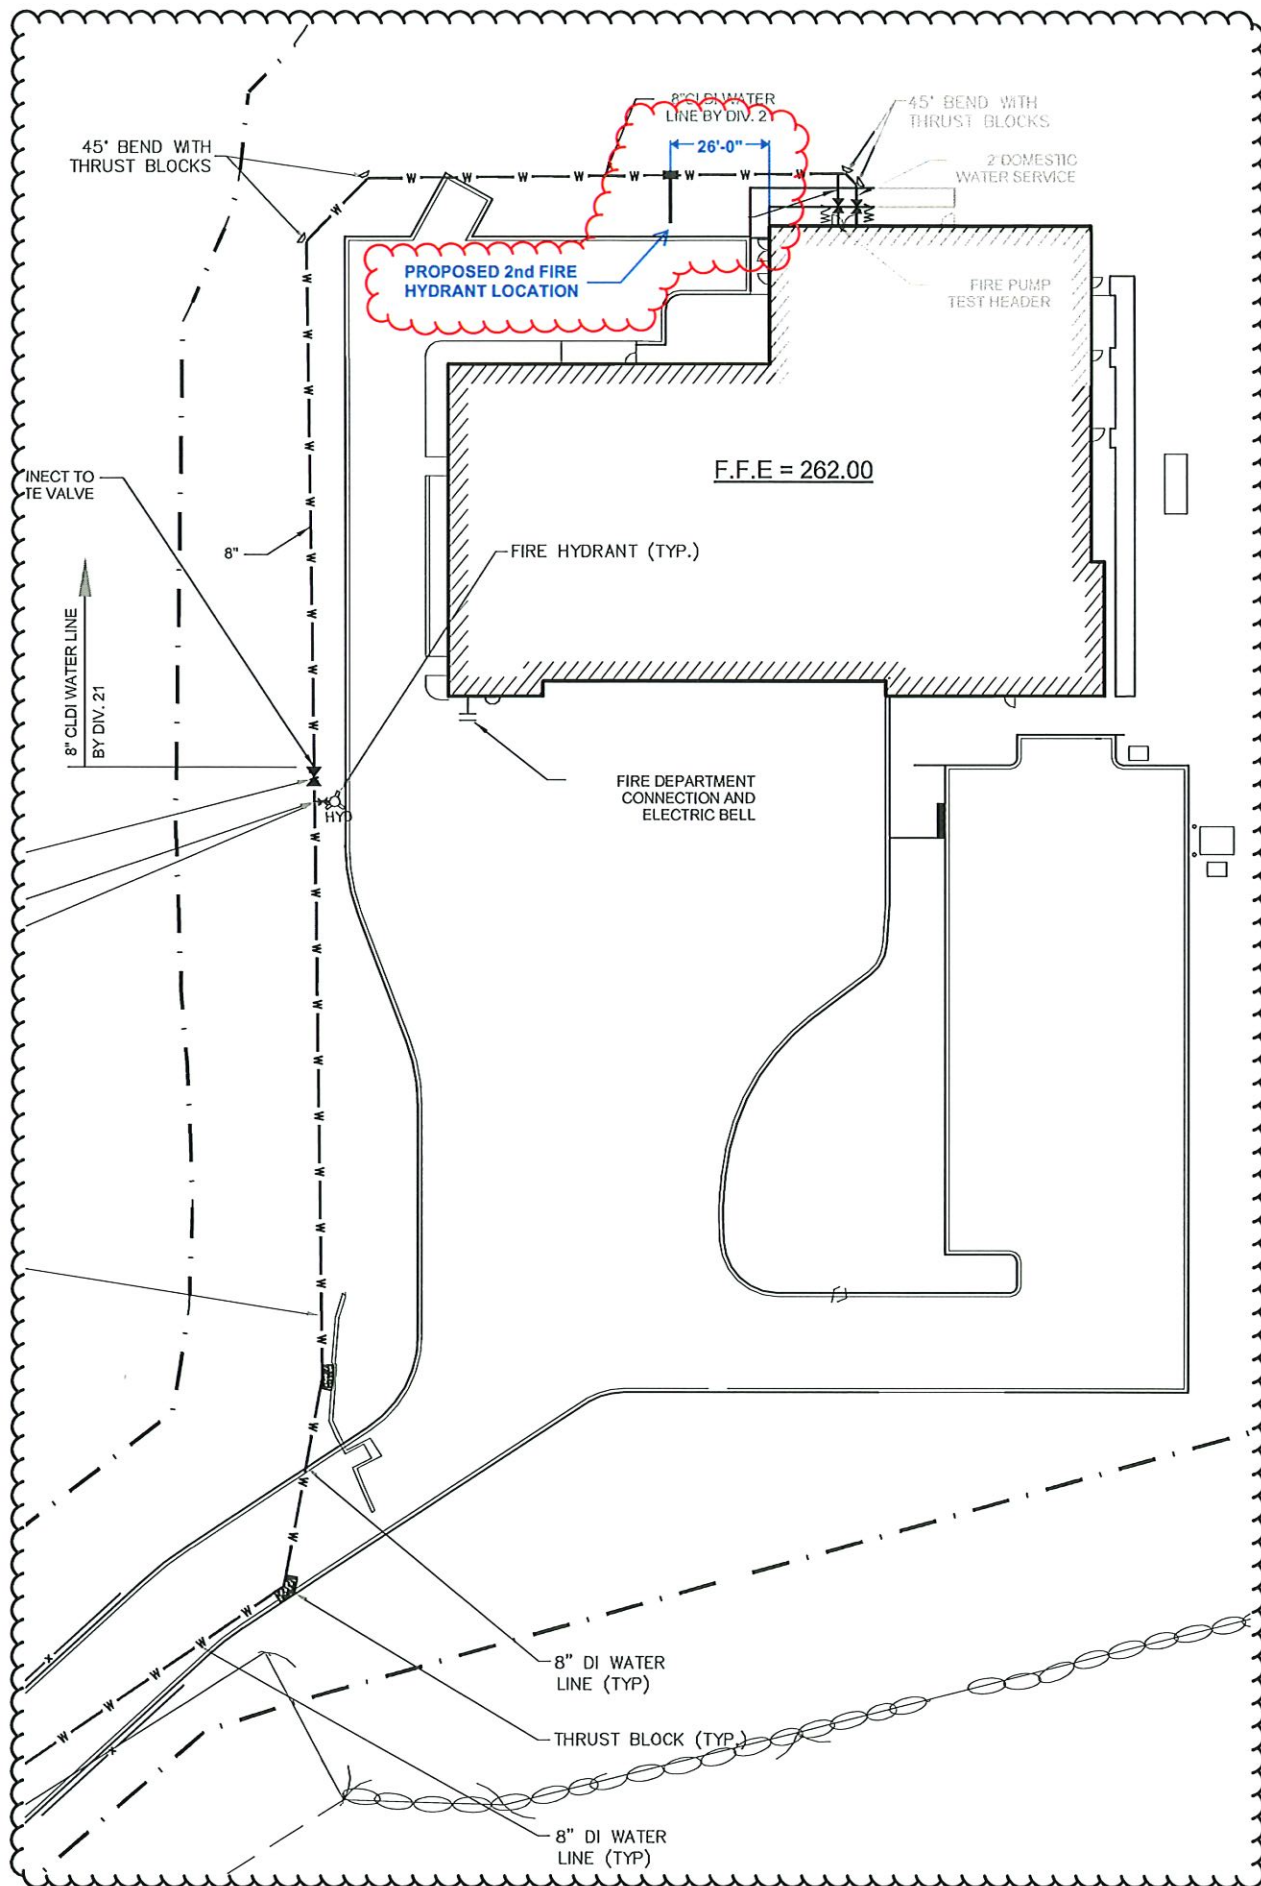 8"CLDI WATER
LINE BY DIV. 2
45° BEND WITH
THRUST BLOCKS
45° BEND WITH
THRUST BLOCKS
26'-0"
2"DOMESTIC
WATER SERVICE
W W W W W W W
W W
PROPOSED 2nd FIRE
HYDRANT LOCATION
FIRE PUMP
TEST HEADER
F.F.E = 262.00
INECT TO
TE VALVE
8"
FIRE HYDRANT (TYP.)
8" CLDI WATER LINE
BY DIV. 21
HYD
FIRE DEPARTMENT
CONNECTION AND
ELECTRIC BELL
8" DI WATER
LINE (TYP)
THRUST BLOCK (TYP.)
8" DI WATER
LINE (TYP)